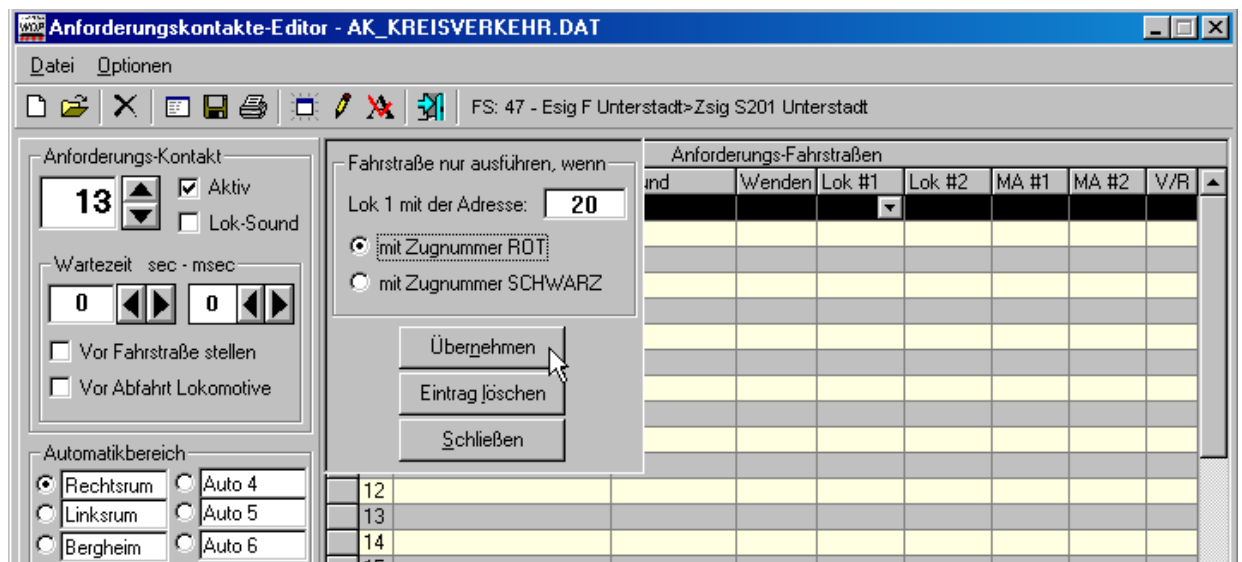 WDP Anforderungskontakte-Editor - AK_KREISVERKEHR.DAT
Datei Optionen
FS: 47 - Esig F Unterstadt>Zsig S201 Unterstadt
Anforderungs-Kontakt
13
Aktiv
Lok-Sound
Wartezeit sec - msec
0 0
Vor Fahrstraße stellen
Vor Abfahrt Lokomotive
Automatikbereich
Rechtsrum Auto 4
Linksrum Auto 5
Bergheim Auto 6
Fahrstraße nur ausführen, wenn
Lok 1 mit der Adresse: 20
mit Zugnummer ROT
mit Zugnummer SCHWARZ
Übernehmen
Eintrag löschen
Schließen
Anforderungs-Fahrstraßen
und Wenden Lok #1 Lok #2 MA #1 MA #2 V/R
12
13
14